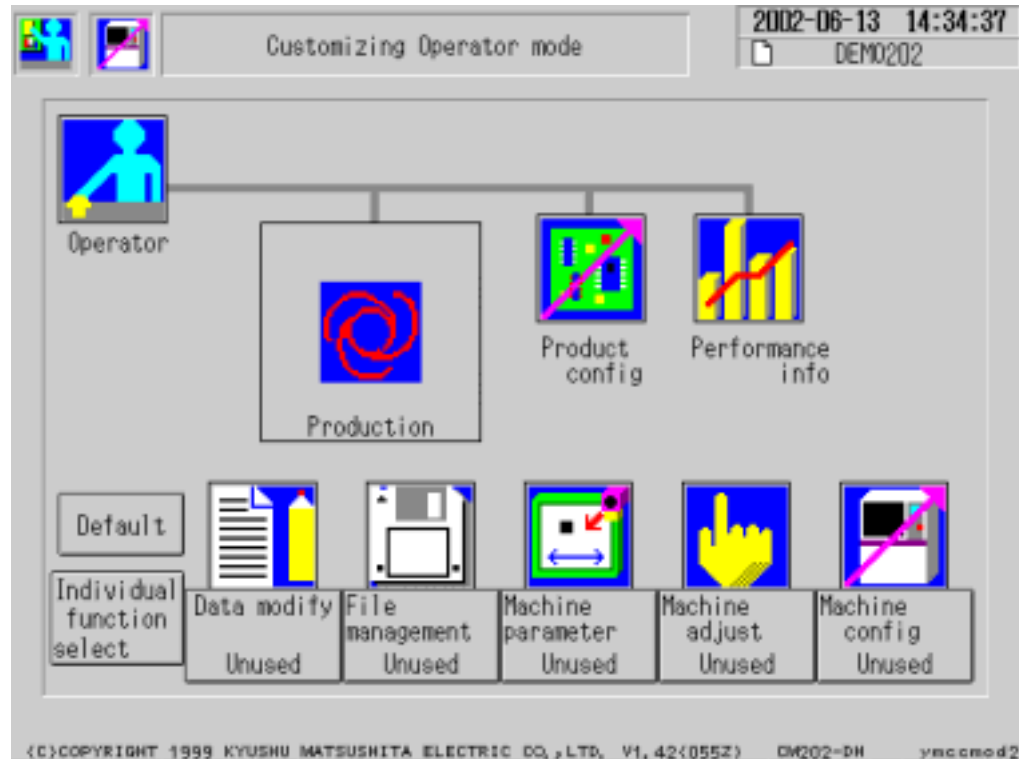 Customizing Operator mode
2002-06-13 14:34:37
DEMO202
Operator
Production
Product
config
Performance
info
Default
Individual
function
select
Data modify
Unused
File
management
Unused
Machine
parameter
Unused
Machine
adjust
Unused
Machine
config
Unused
(C)COPYRIGHT 1999 KYUSHU MATSUSHITA ELECTRIC CO.,LTD. V1.42(055Z) CM202-DH ymccmod2